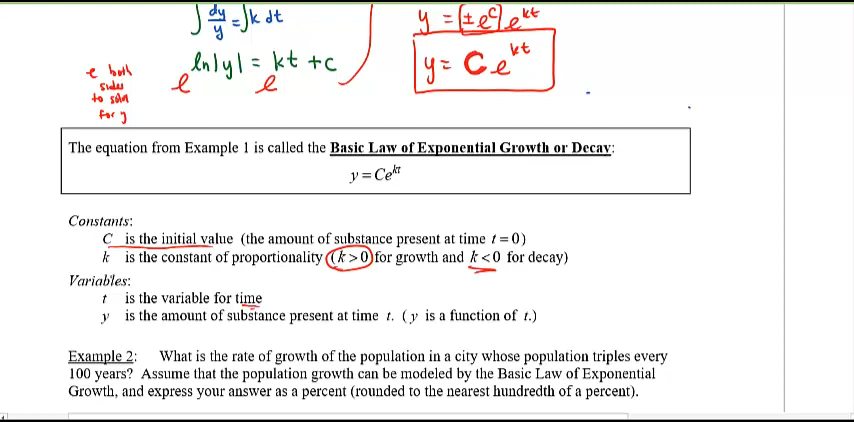 ∫ dy/y = ∫k dt
y = [±e^c] e^kt
ln|y| = kt + c
e e
y = C e^kt
e both
sides
to solve
for y
The equation from Example 1 is called the Basic Law of Exponential Growth or Decay:
y = Ce^kt
Constants:
C is the initial value (the amount of substance present at time t = 0)
k is the constant of proportionality (k > 0 for growth and k < 0 for decay)
Variables:
t is the variable for time
y is the amount of substance present at time t. (y is a function of t.)
Example 2: What is the rate of growth of the population in a city whose population triples every
100 years? Assume that the population growth can be modeled by the Basic Law of Exponential
Growth, and express your answer as a percent (rounded to the nearest hundredth of a percent).